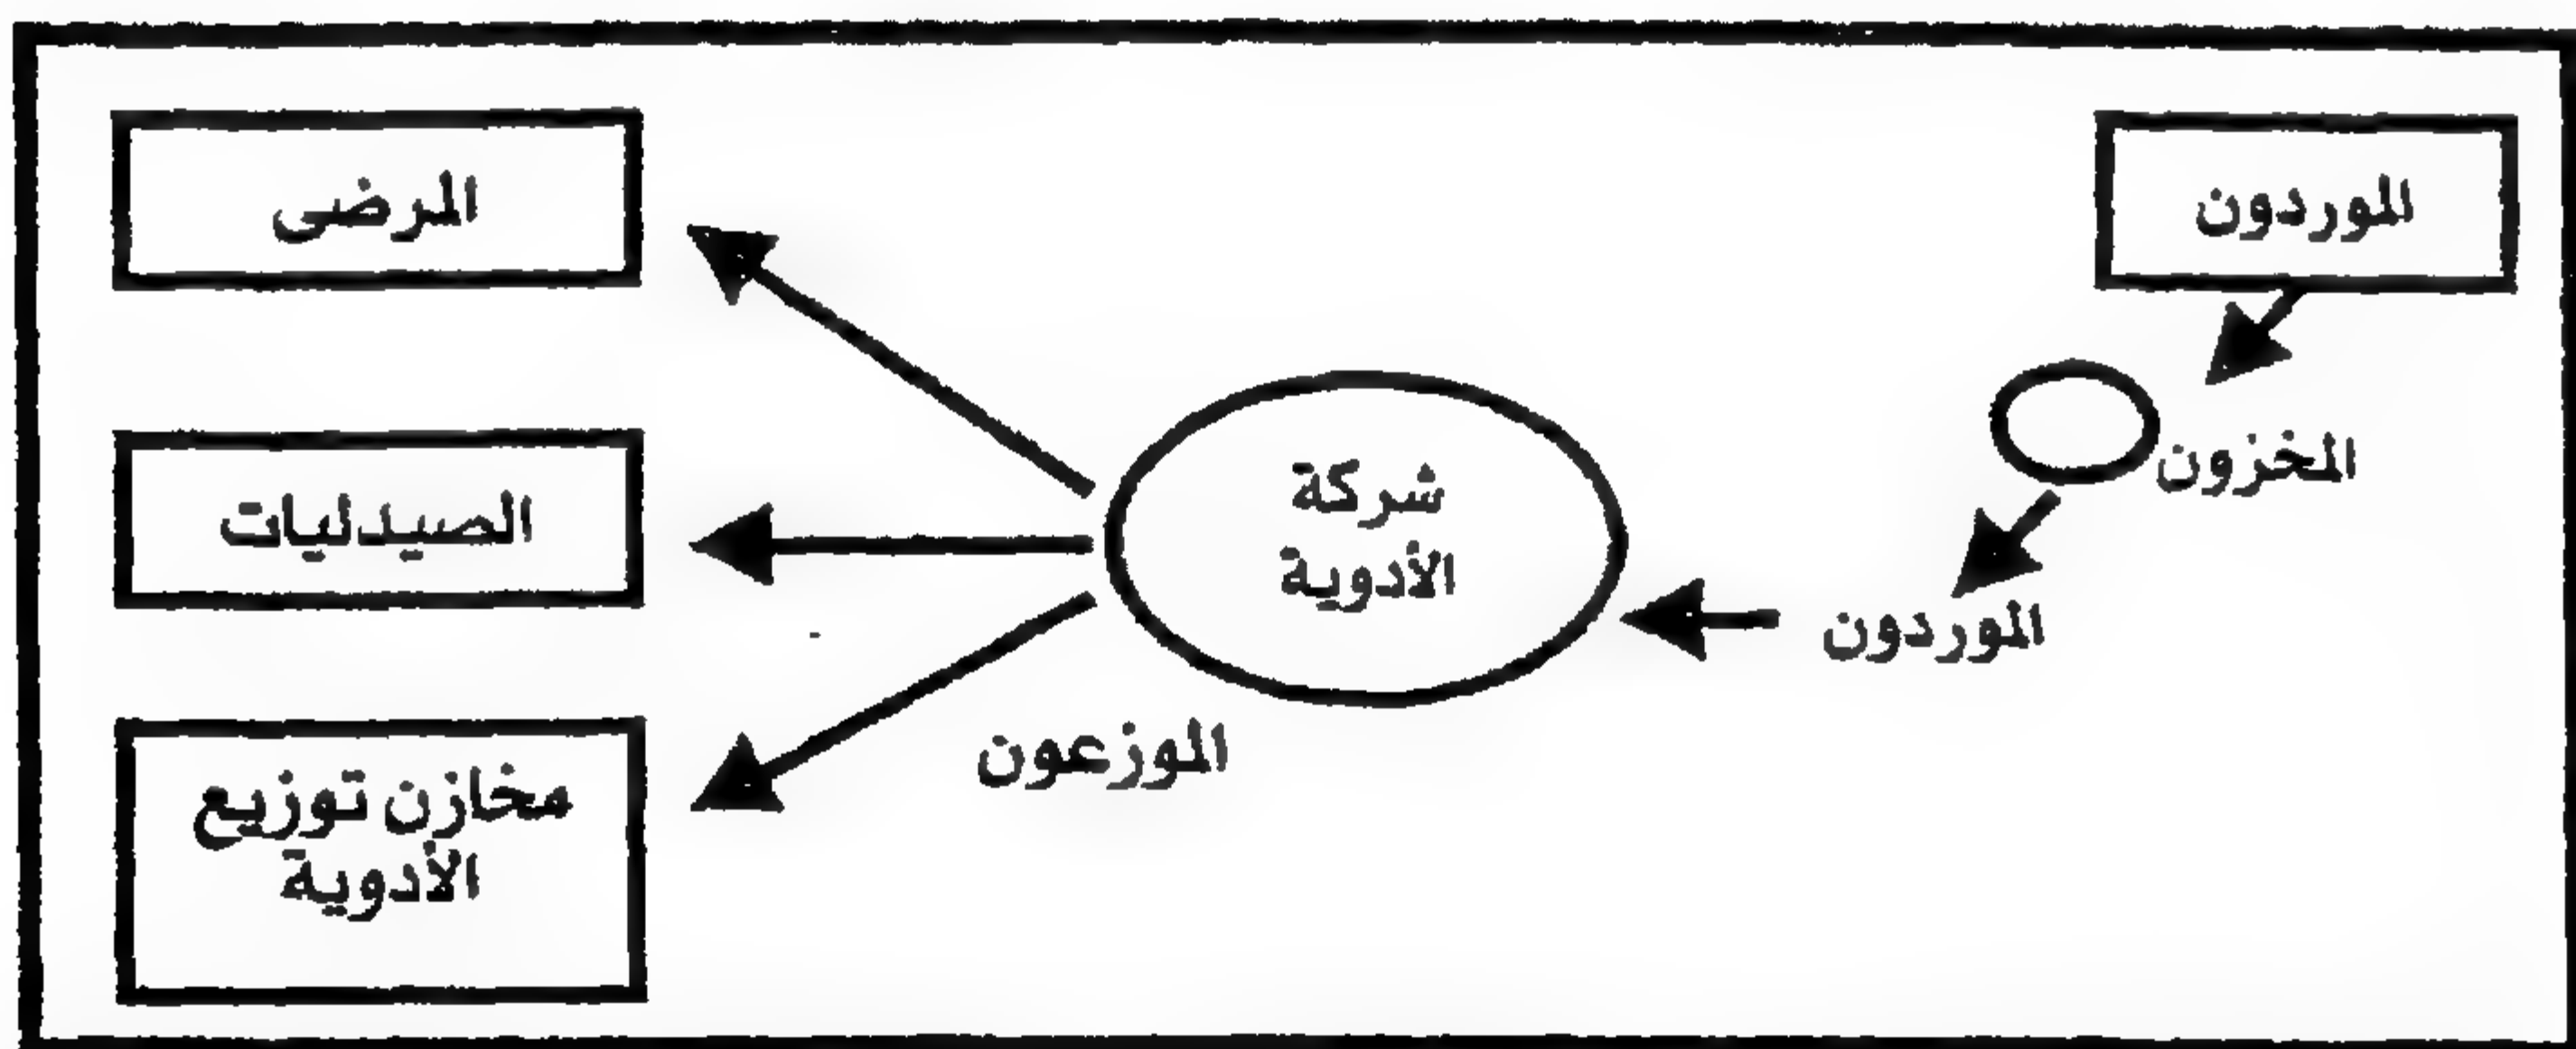 الموردون
المخزون
الموردون
شركة
الأدوية
الموزعون
المرضى
الصيدليات
مخازن توزيع
الأدوية